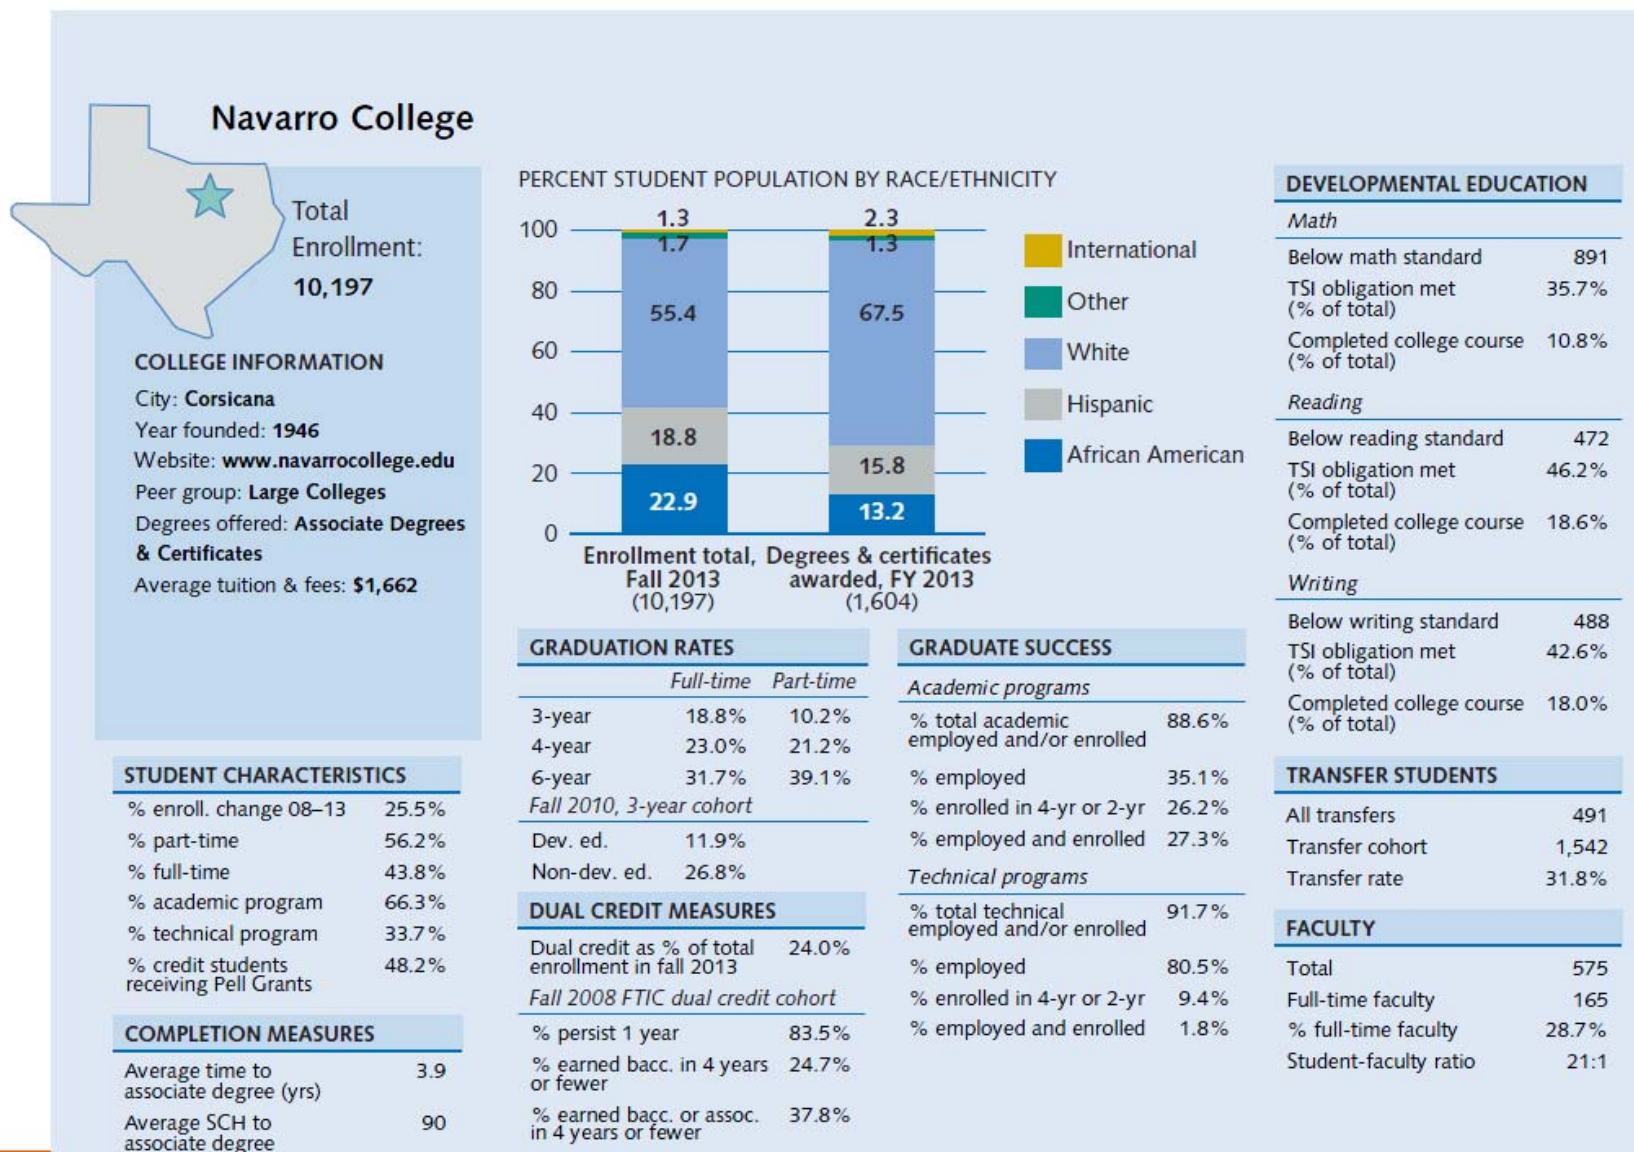 Navarro College
Total
Enrollment:
10,197
COLLEGE INFORMATION
City: Corsicana
Year founded: 1946
Website: www.navarrocollege.edu
Peer group: Large Colleges
Degrees offered: Associate Degrees
& Certificates
Average tuition & fees: $1,662
STUDENT CHARACTERISTICS
% enroll. change 08–13 25.5%
% part-time 56.2%
% full-time 43.8%
% academic program 66.3%
% technical program 33.7%
% credit students 48.2%
receiving Pell Grants
COMPLETION MEASURES
Average time to 3.9
associate degree (yrs)
Average SCH to 90
associate degree
PERCENT STUDENT POPULATION BY RACE/ETHNICITY
1.3 2.3
100
1.7 1.3
80
55.4 67.5
60
40
18.8
15.8
20
22.9 13.2
0
International
Other
White
Hispanic
African American
Enrollment total, Degrees & certificates
Fall 2013 awarded, FY 2013
(10,197) (1,604)
GRADUATION RATES
Full-time Part-time
3-year 18.8% 10.2%
4-year 23.0% 21.2%
6-year 31.7% 39.1%
Fall 2010, 3-year cohort
Dev. ed. 11.9%
Non-dev. ed. 26.8%
DUAL CREDIT MEASURES
Dual credit as % of total 24.0%
enrollment in fall 2013
Fall 2008 FTIC dual credit cohort
% persist 1 year 83.5%
% earned bacc. in 4 years 24.7%
or fewer
% earned bacc. or assoc. 37.8%
in 4 years or fewer
GRADUATE SUCCESS
Academic programs
% total academic 88.6%
employed and/or enrolled
% employed 35.1%
% enrolled in 4-yr or 2-yr 26.2%
% employed and enrolled 27.3%
Technical programs
% total technical 91.7%
employed and/or enrolled
% employed 80.5%
% enrolled in 4-yr or 2-yr 9.4%
% employed and enrolled 1.8%
DEVELOPMENTAL EDUCATION
Math
Below math standard 891
TSI obligation met 35.7%
(% of total)
Completed college course 10.8%
(% of total)
Reading
Below reading standard 472
TSI obligation met 46.2%
(% of total)
Completed college course 18.6%
(% of total)
Writing
Below writing standard 488
TSI obligation met 42.6%
(% of total)
Completed college course 18.0%
(% of total)
TRANSFER STUDENTS
All transfers 491
Transfer cohort 1,542
Transfer rate 31.8%
FACULTY
Total 575
Full-time faculty 165
% full-time faculty 28.7%
Student-faculty ratio 21:1